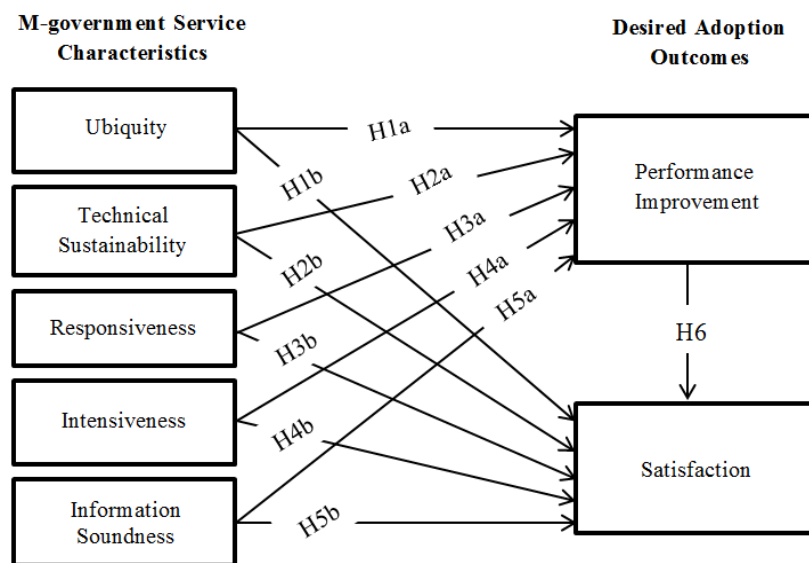 M-government Service
Characteristics
Desired Adoption
Outcomes
Ubiquity
Technical
Sustainability
Responsiveness
Intensiveness
Information
Soundness
H1a
H1b
H2a
H2b
H3a
H3b
H4a
H4b
H5a
H5b
Performance
Improvement
H6
Satisfaction